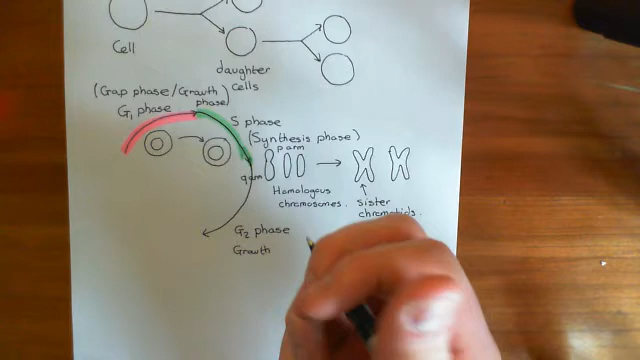 Cell
daughter
cells
(Gap phase/Growth
phase)
G1 phase
S phase
(Synthesis phase)
p arm
q arm
Homologous
chromosomes.
Sister
chromatids.
G2 phase
Growth